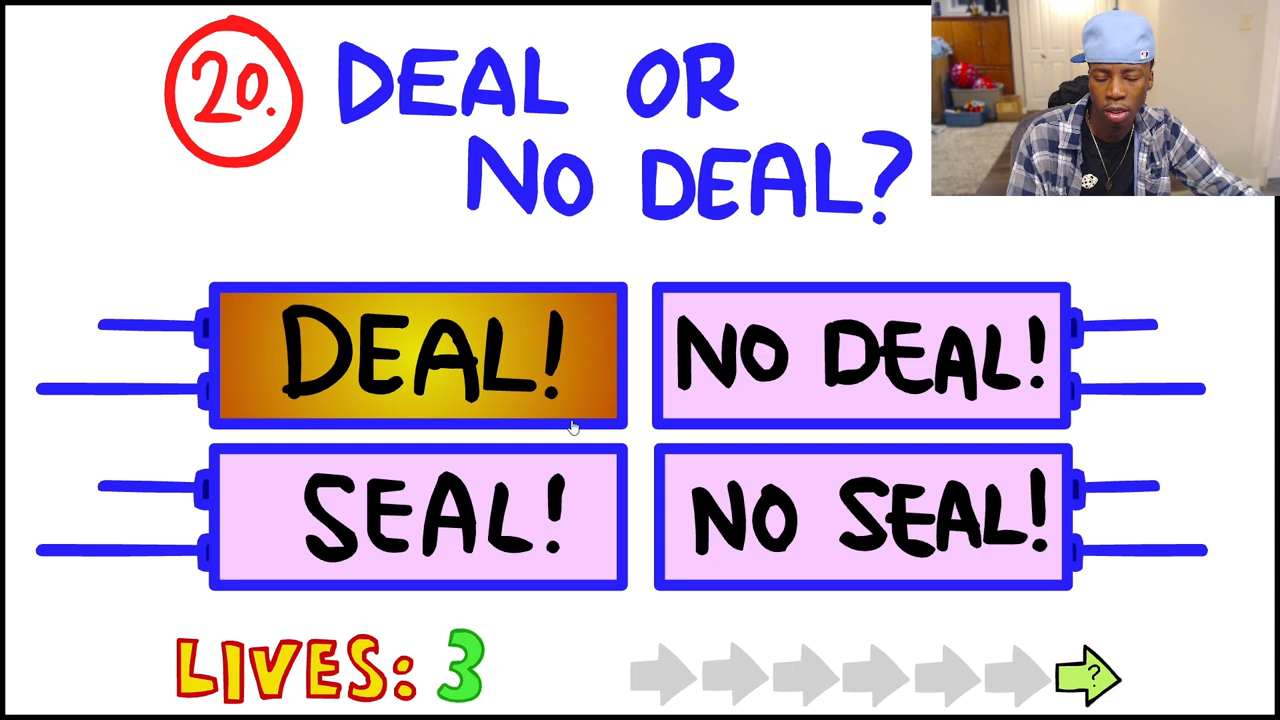 20. DEAL OR
NO DEAL?
DEAL! NO DEAL!
SEAL! NO SEAL!
LIVES: 3
?